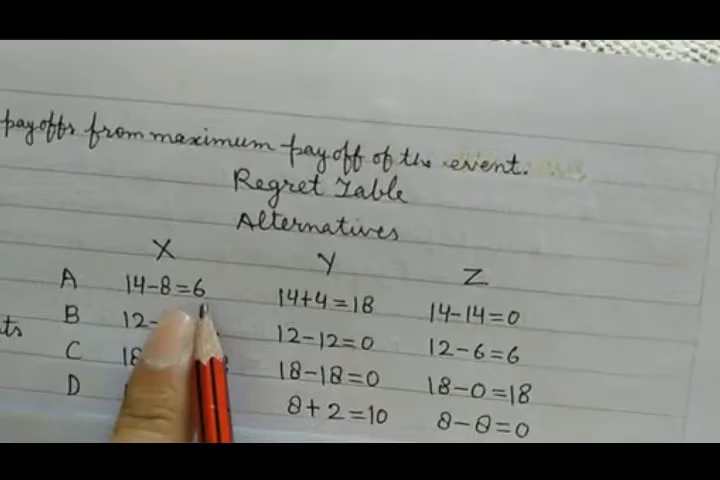 payoffs from maximum payoff of the event.
Regret Table
Alternatives
X Y Z
A 14-8=6 14+4=18 14-14=0
B 12- 12-12=0 12-6=6
C 18 18-18=0 18-0=18
D 8+2=10 8-8=0